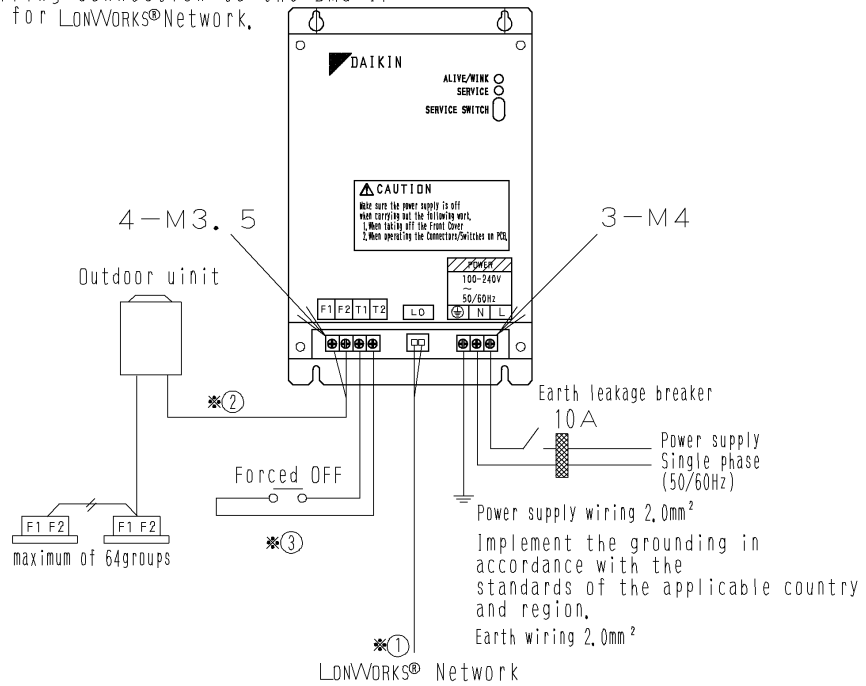 for LONWORKS® Network.
DAIKIN
ALIVE/WINK
SERVICE
SERVICE SWITCH
CAUTION
Make sure the power supply is off
when carrying out the following work.
1.When taking off the Front Cover
2.When operating the Connectors/Switches on PCB.
4-M3.5
3-M4
POWER
100-240V
~
50/60Hz
F1 F2 T1 T2
LO
N L
Outdoor uinit
※②
Earth leakage breaker
10A
Power supply
Single phase
(50/60Hz)
Forced OFF
※③
F1 F2
F1 F2
maximum of 64groups
Power supply wiring 2.0mm²
Implement the grounding in
accordance with the
standards of the applicable country
and region.
Earth wiring 2.0mm²
※①
LONWORKS® Network